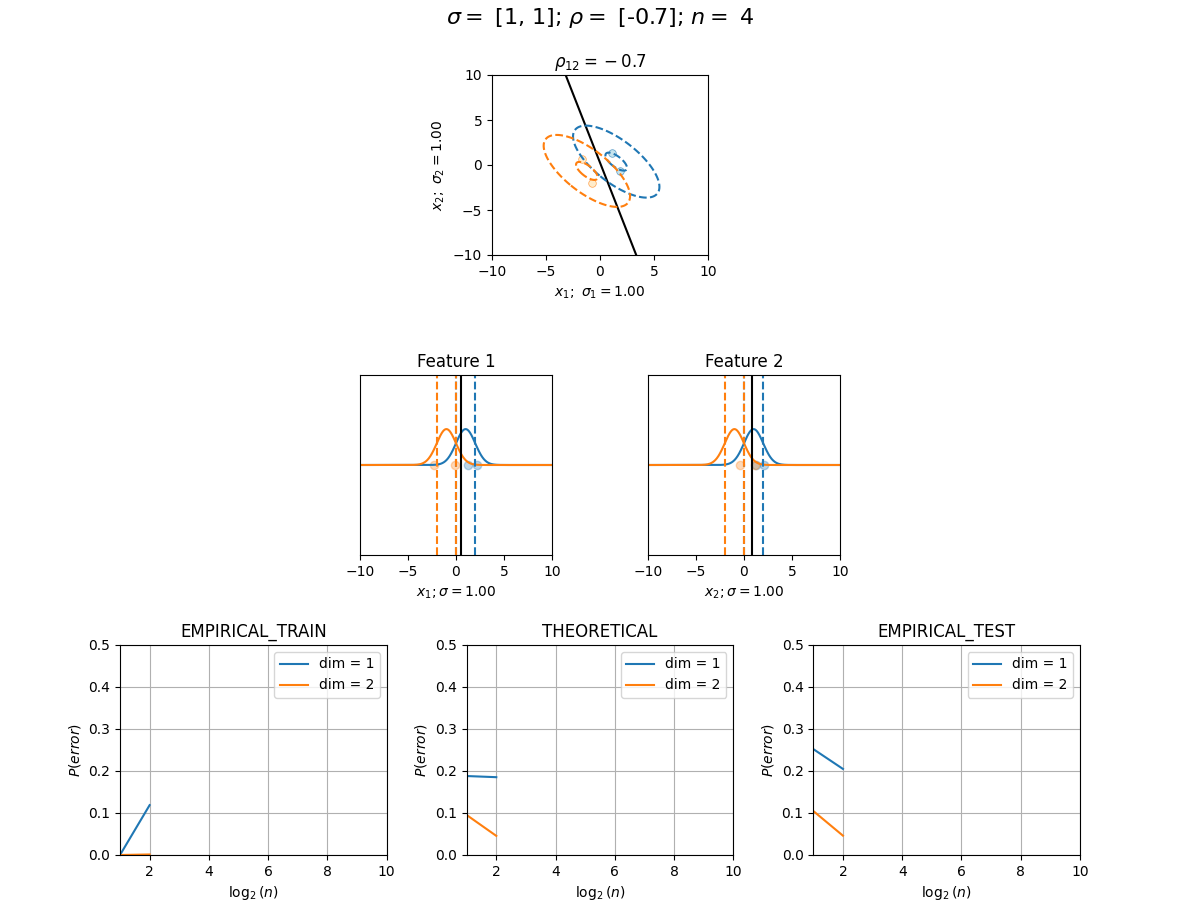 σ = [1, 1]; ρ = [-0.7]; n = 4
ρ₁₂ = −0.7
10
5
0
−5
−10
x₂; σ₂ = 1.00
−10 −5 0 5 10
x₁; σ₁ = 1.00
Feature 1 Feature 2
−10 −5 0 5 10 −10 −5 0 5 10
x₁; σ = 1.00 x₂; σ = 1.00
EMPIRICAL_TRAIN THEORETICAL EMPIRICAL_TEST
0.5
0.4
0.3
0.2
0.1
0.0
P(error)
dim = 1
dim = 2
2 4 6 8 10
log₂(n)
0.5
0.4
0.3
0.2
0.1
0.0
P(error)
dim = 1
dim = 2
2 4 6 8 10
log₂(n)
0.5
0.4
0.3
0.2
0.1
0.0
P(error)
dim = 1
dim = 2
2 4 6 8 10
log₂(n)